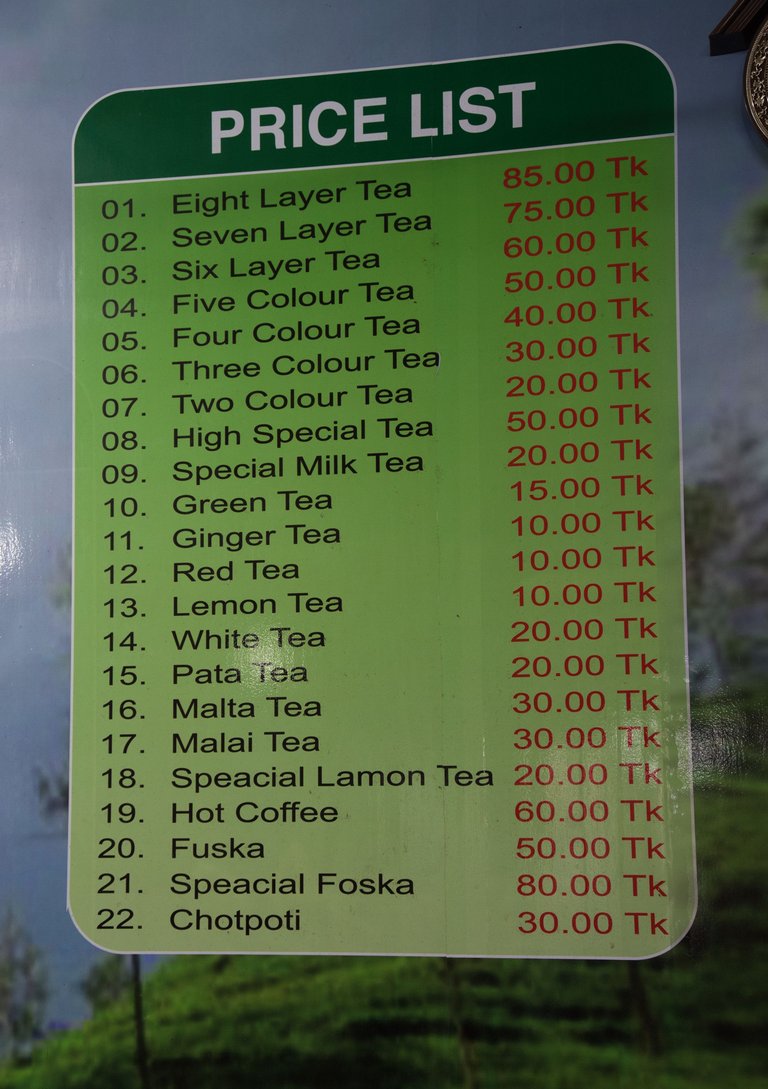 PRICE LIST
01. Eight Layer Tea 85.00 Tk
02. Seven Layer Tea 75.00 Tk
03. Six Layer Tea 60.00 Tk
04. Five Colour Tea 50.00 Tk
05. Four Colour Tea 40.00 Tk
06. Three Colour Tea 30.00 Tk
07. Two Colour Tea 20.00 Tk
08. High Special Tea 50.00 Tk
09. Special Milk Tea 20.00 Tk
10. Green Tea 15.00 Tk
11. Ginger Tea 10.00 Tk
12. Red Tea 10.00 Tk
13. Lemon Tea 10.00 Tk
14. White Tea 20.00 Tk
15. Pata Tea 20.00 Tk
16. Malta Tea 30.00 Tk
17. Malai Tea 30.00 Tk
18. Speacial Lamon Tea 20.00 Tk
19. Hot Coffee 60.00 Tk
20. Fuska 50.00 Tk
21. Speacial Foska 80.00 Tk
22. Chotpoti 30.00 Tk